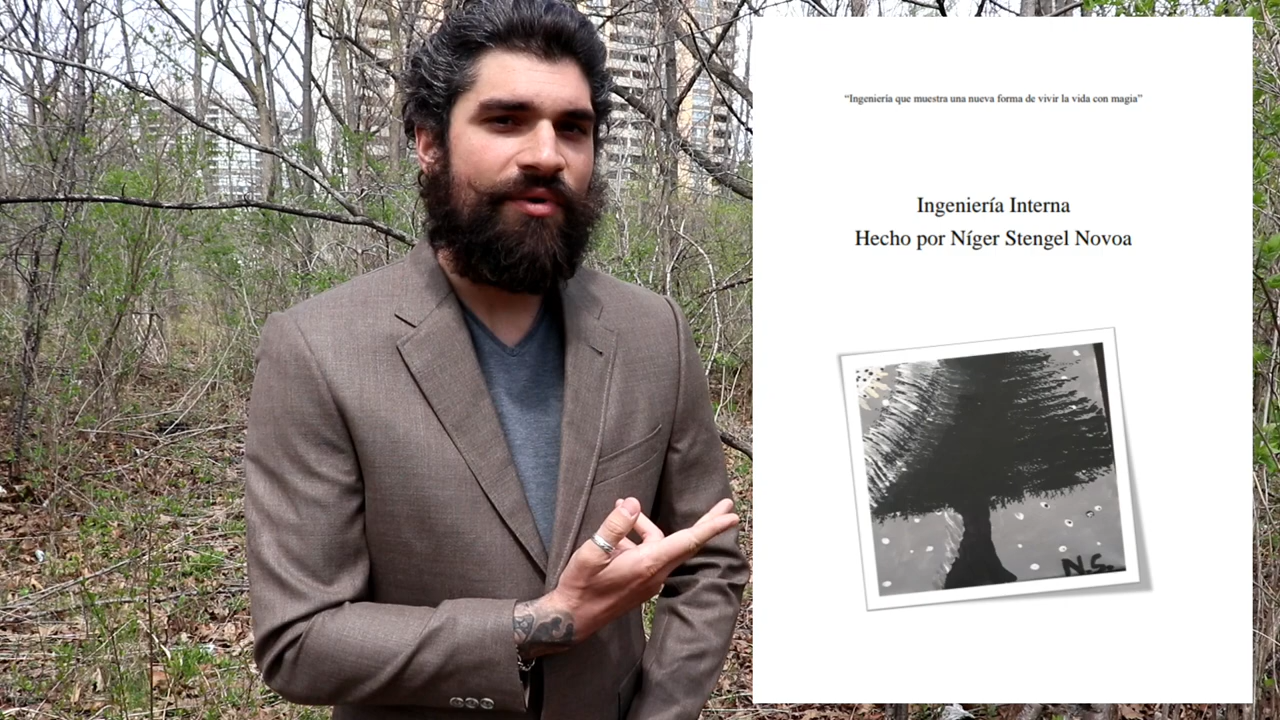 “Ingeniería que muestra una nueva forma de vivir la vida con magia”
Ingeniería Interna
Hecho por Níger Stengel Novoa
N.S.